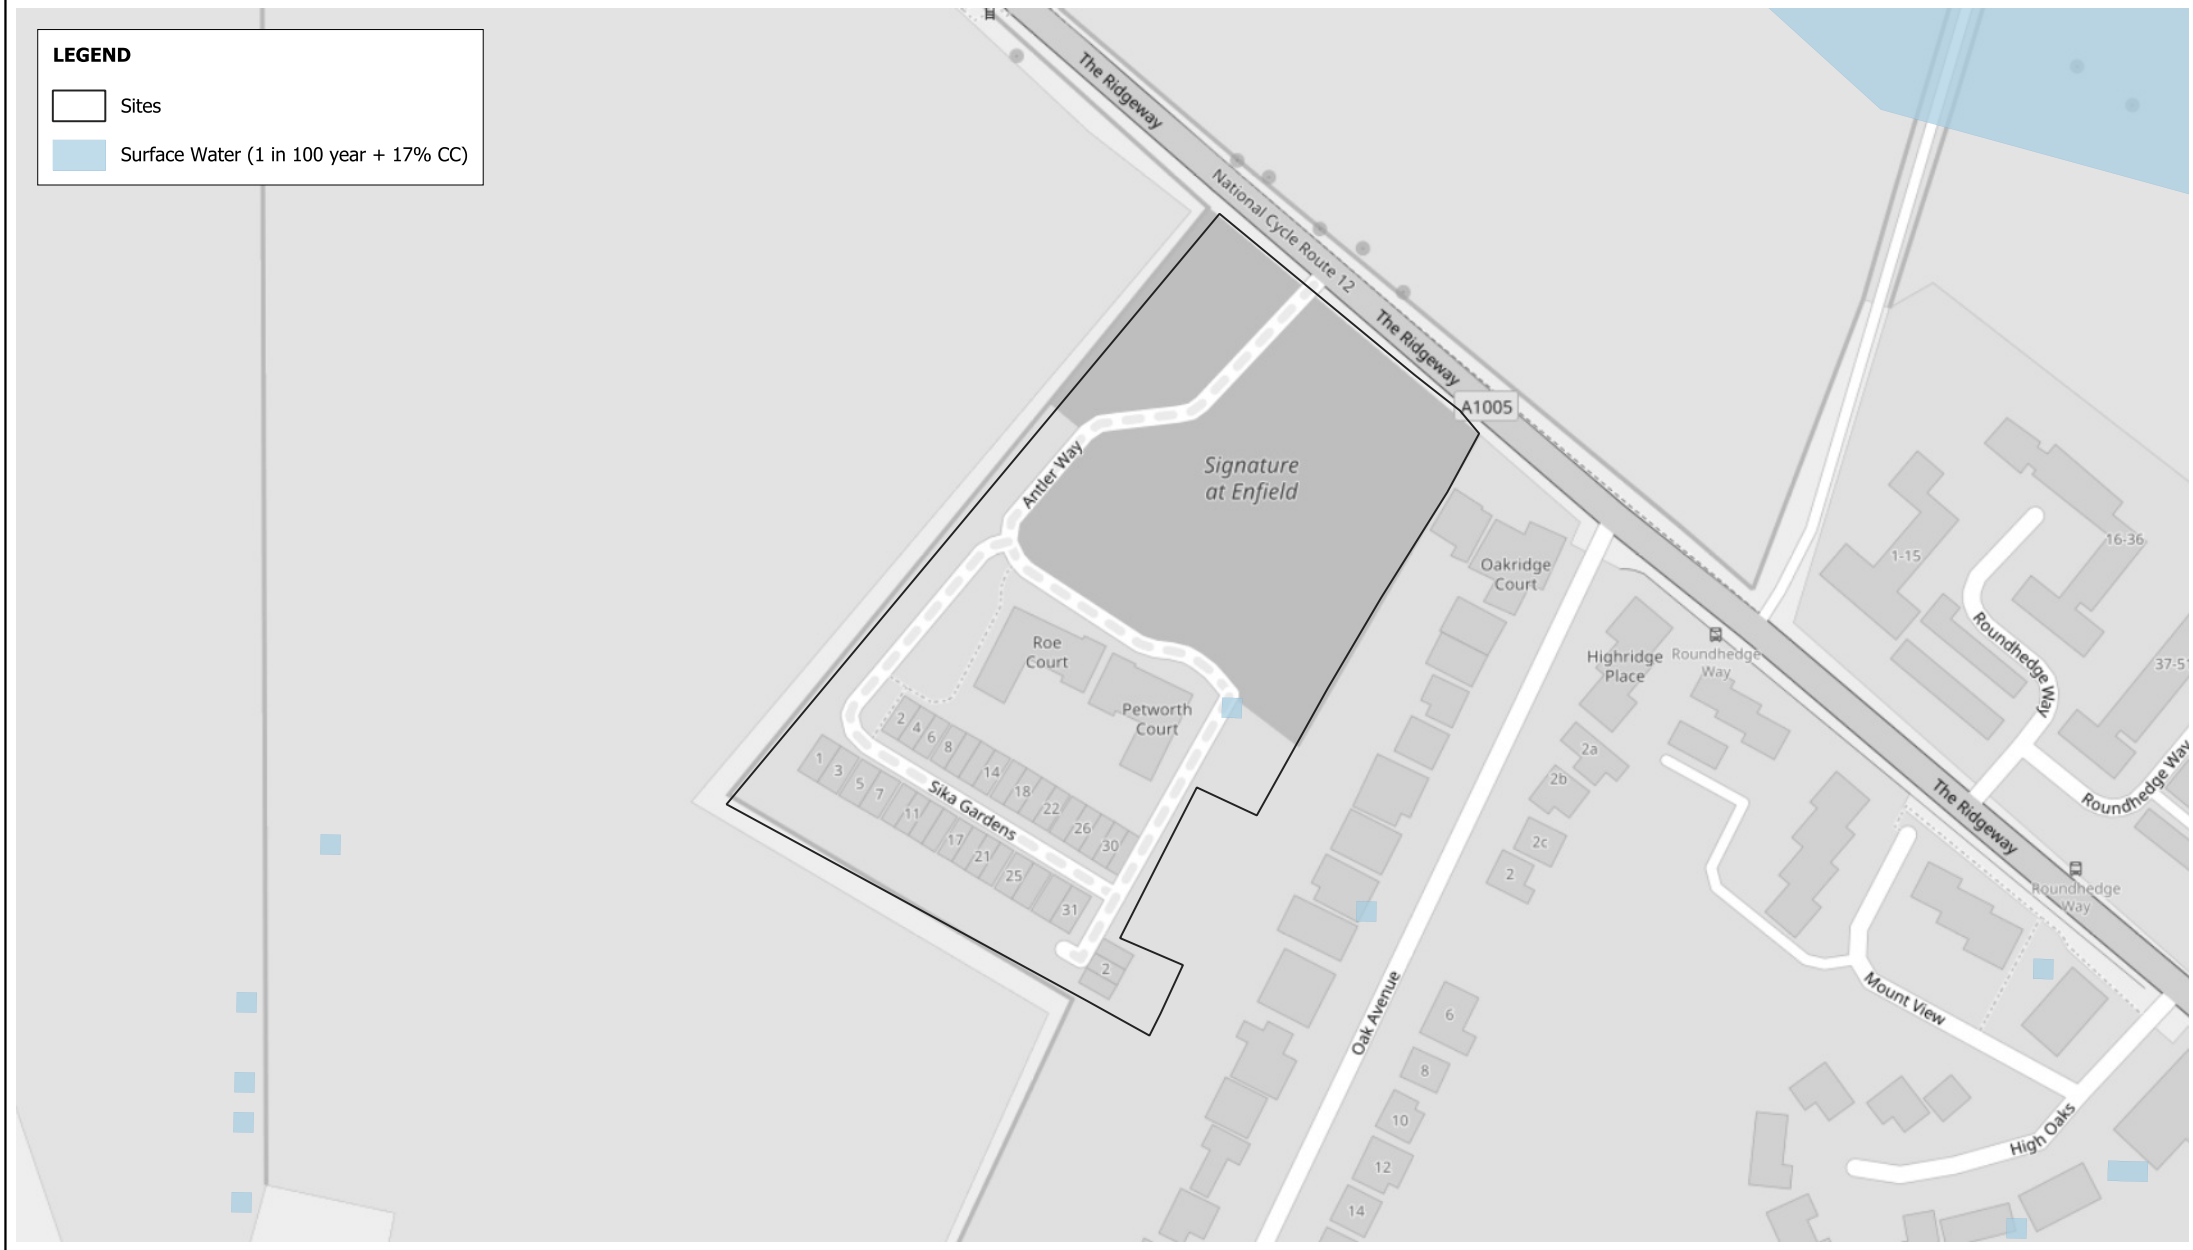 LEGEND
Sites
Surface Water (1 in 100 year + 17% CC)
The Ridgeway
National Cycle Route 12
The Ridgeway
A1005
Signature
at Enfield
Antler Way
Oakridge
Court
1-15
16-36
37-5
Roundhedge Way
Roundhedge Way
Highridge
Place
Roundhedge
Way
Roe
Court
Petworth
Court
2
4
6
8
14
18
22
26
30
1
3
5
7
11
17
21
25
31
Sika Gardens
2
2a
2b
2c
2
The Ridgeway
Roundhedge
Way
Mount View
Oak Avenue
6
8
10
12
14
High Oaks